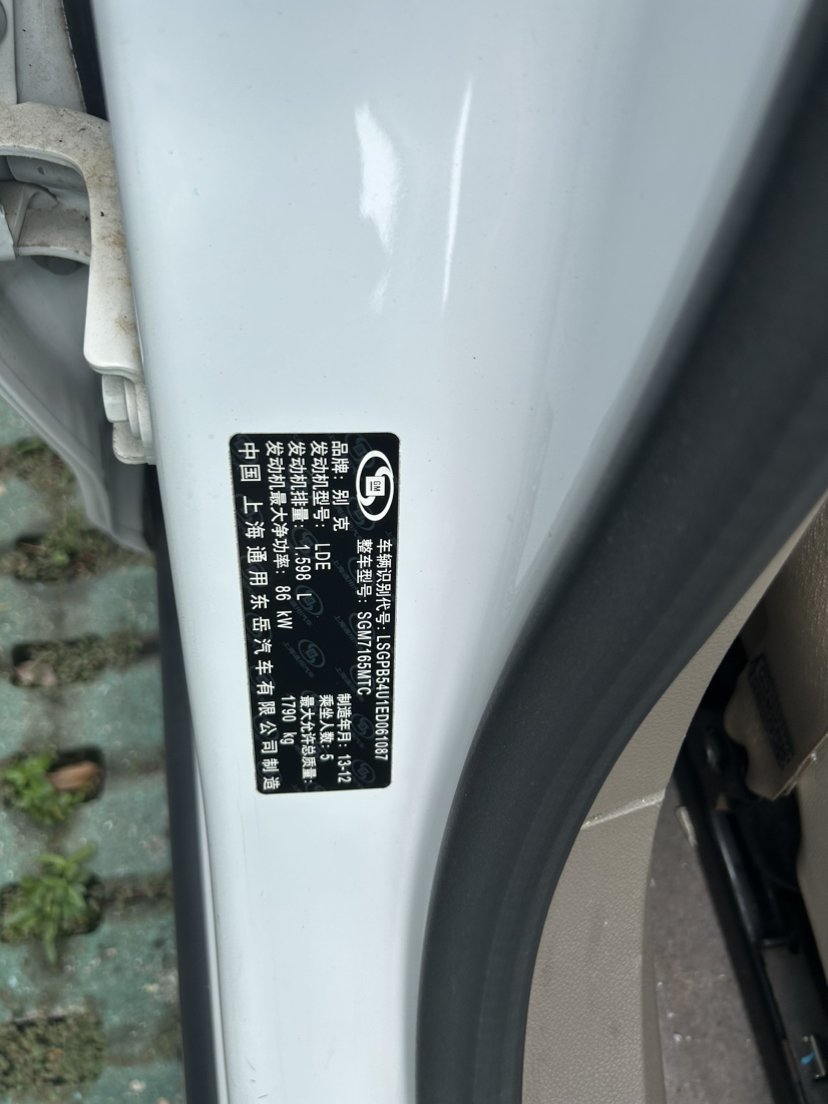 GM
车辆识别代号: LSGPB54U1ED061087
整车型号: SGM7165MTC
品牌: 别克
制造年月: 13-12
发动机型号: LDE
乘坐人数: 5
发动机排量: 1.598 L
最大允许总质量:
发动机最大净功率: 86 kW
1790 kg
中国 上海通用东岳汽车有限公司制造